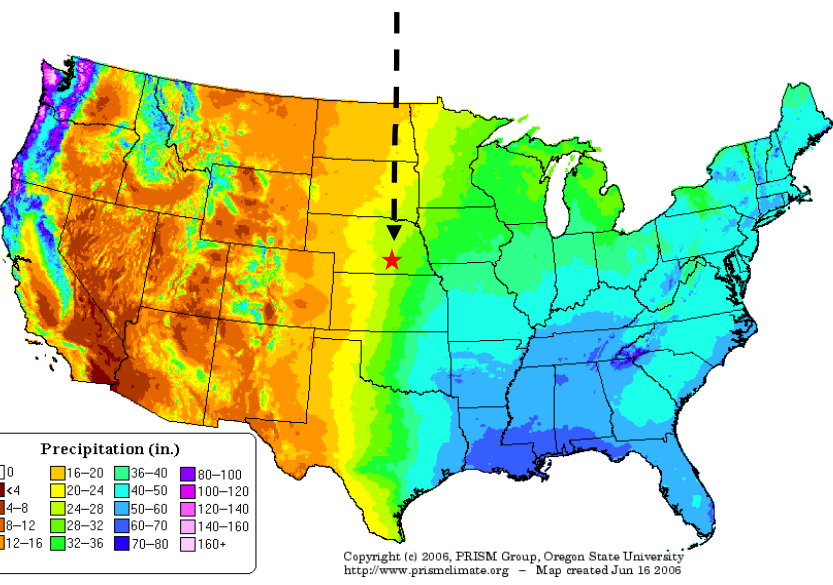 Precipitation (in.)
0 16–20 36–40 80–100
<4 20–24 40–50 100–120
4–8 24–28 50–60 120–140
8–12 28–32 60–70 140–160
12–16 32–36 70–80 160+
Copyright (c) 2006, PRISM Group, Oregon State University
http://www.prismclimate.org – Map created Jun 16 2006